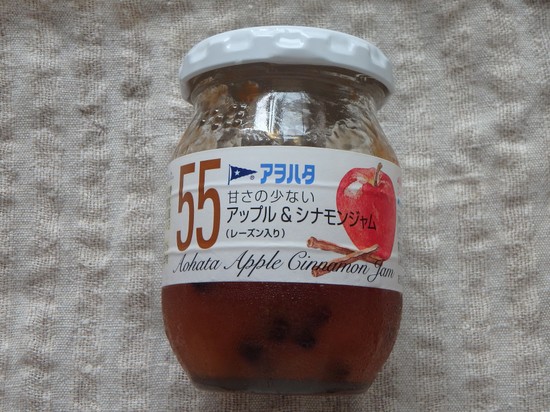 55
アヲハタ
甘さの少ない
アップル&シナモンジャム
(レーズン入り)
Aohata Apple Cinnamon Jam